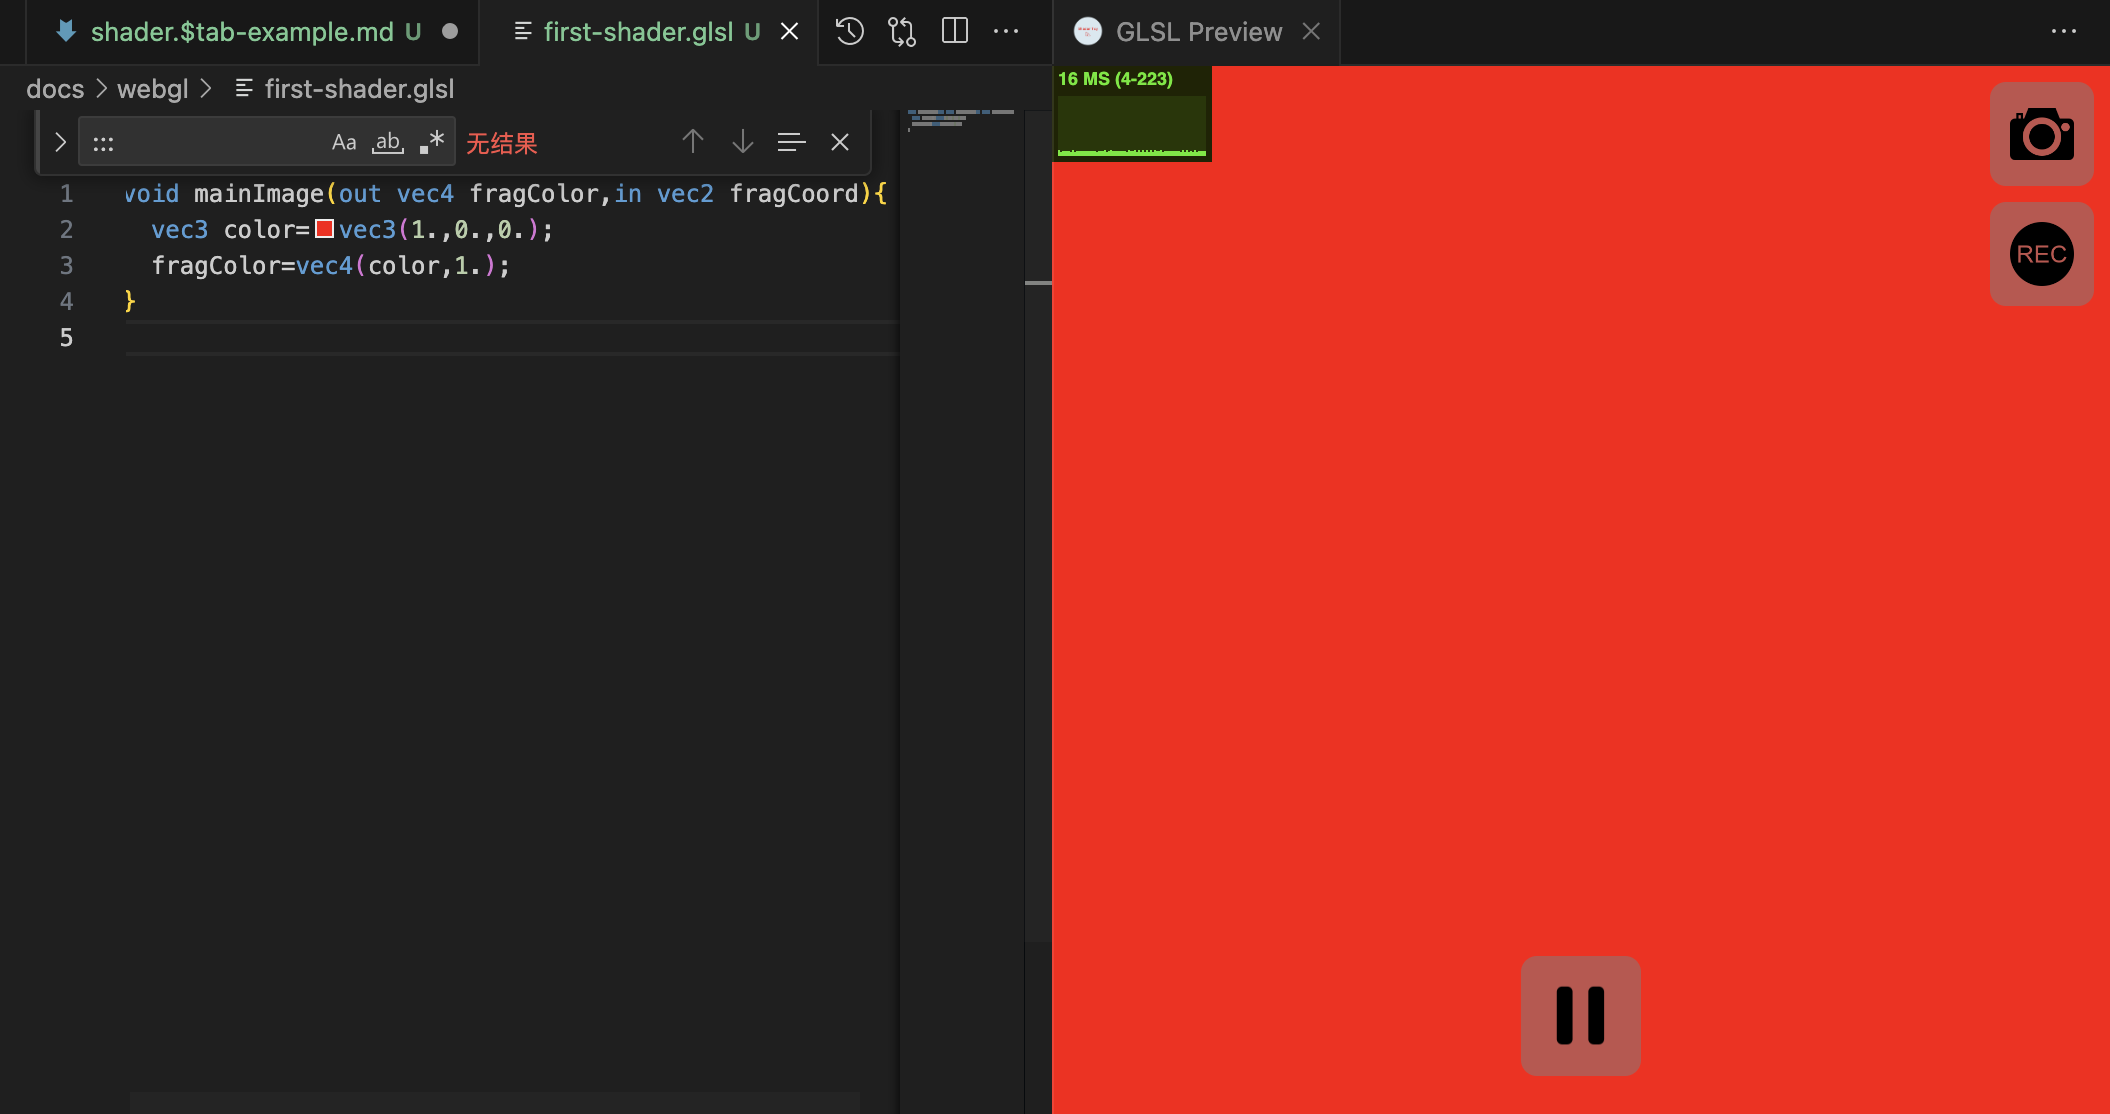 shader.$tab-example.md U
first-shader.glsl U
GLSL Preview
docs > webgl > first-shader.glsl
::: Aa ab .* 无结果
16 MS (4-223)
REC
1 void mainImage(out vec4 fragColor,in vec2 fragCoord){
2 vec3 color=vec3(1.,0.,0.);
3 fragColor=vec4(color,1.);
4 }
5